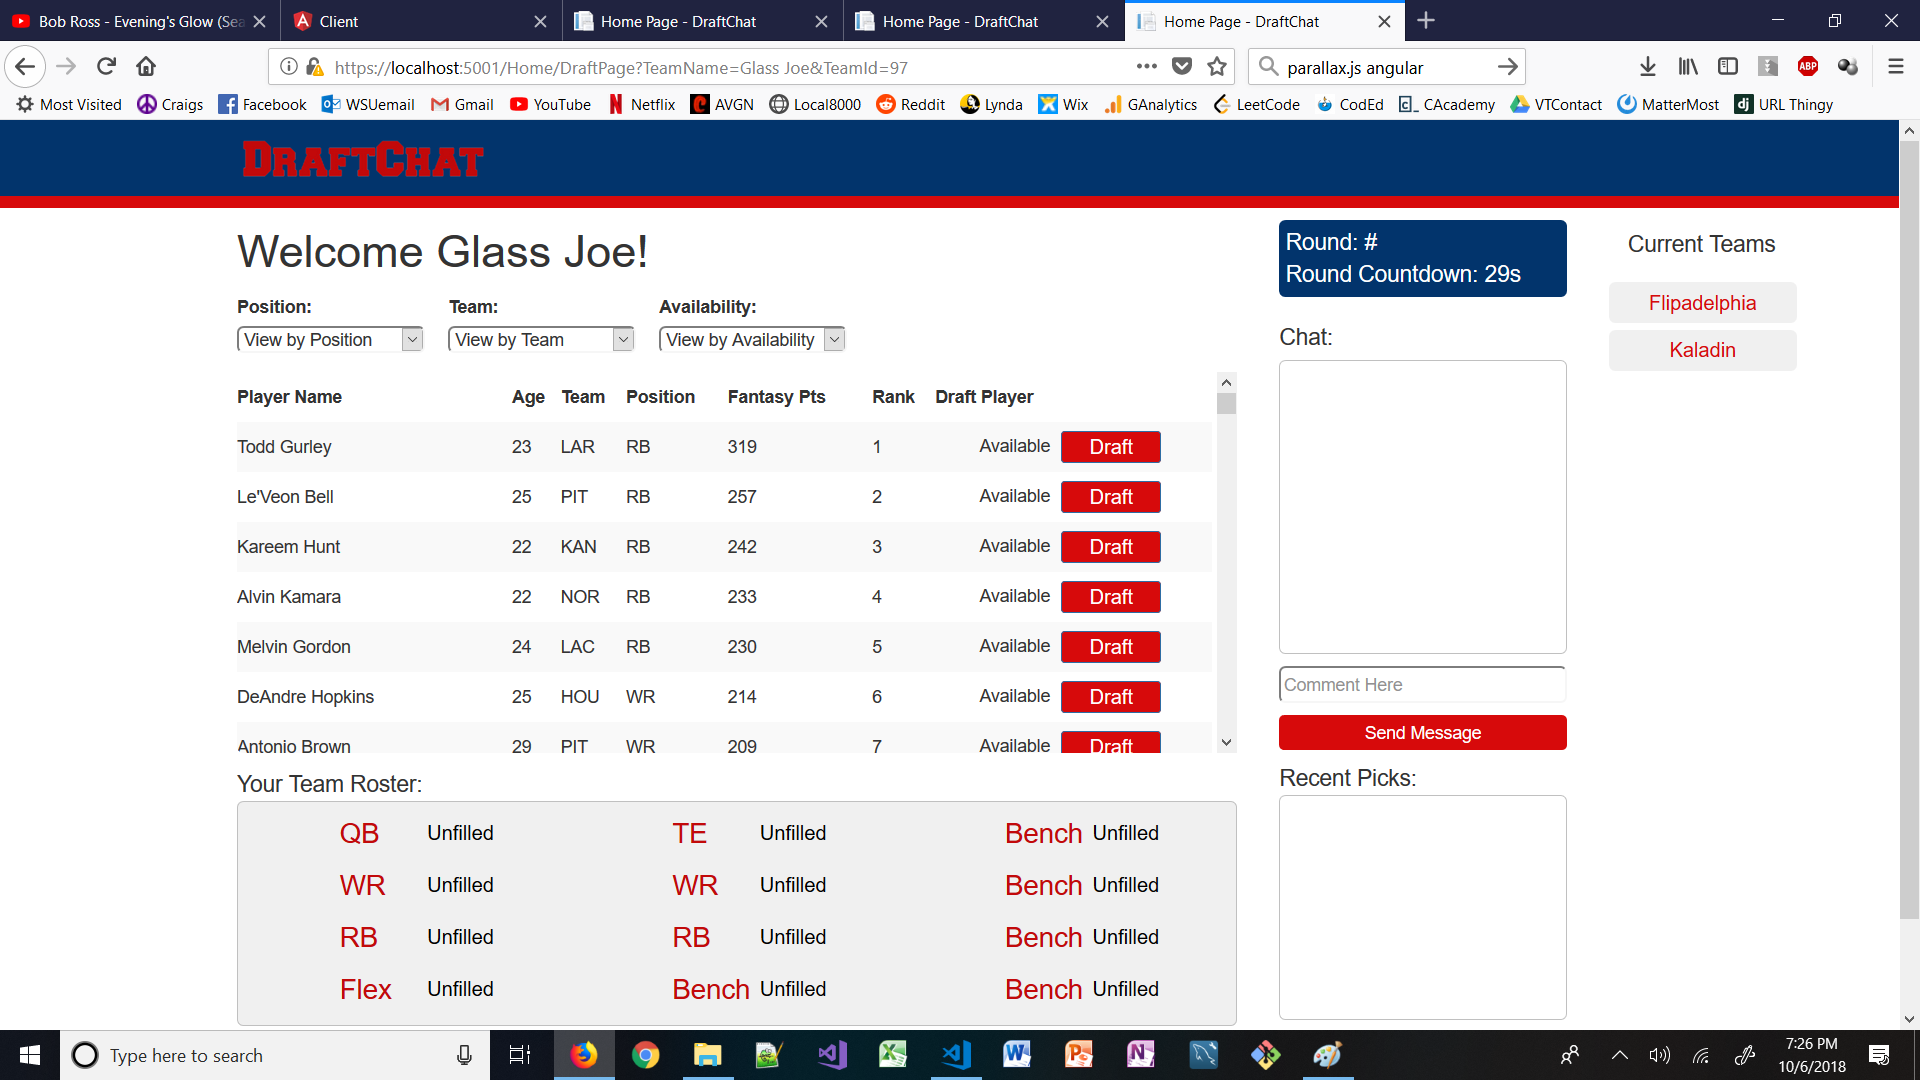 Bob Ross - Evening's Glow (Sea
Client
Home Page - DraftChat
Home Page - DraftChat
Home Page - DraftChat
https://localhost:5001/Home/DraftPage?TeamName=Glass Joe&TeamId=97
parallax.js angular
ABP
Most Visited
Craigs
Facebook
WSUemail
Gmail
YouTube
Netflix
AVGN
Local8000
Reddit
Lynda
Wix
GAnalytics
LeetCode
CodEd
CAcademy
VTContact
MatterMost
dj URL Thingy
DraftChat
Welcome Glass Joe!
Position: Team: Availability:
View by Position View by Team View by Availability
Player Name Age Team Position Fantasy Pts Rank Draft Player
Todd Gurley 23 LAR RB 319 1 Available Draft
Le'Veon Bell 25 PIT RB 257 2 Available Draft
Kareem Hunt 22 KAN RB 242 3 Available Draft
Alvin Kamara 22 NOR RB 233 4 Available Draft
Melvin Gordon 24 LAC RB 230 5 Available Draft
DeAndre Hopkins 25 HOU WR 214 6 Available Draft
Antonio Brown 29 PIT WR 209 7 Available Draft
Your Team Roster:
QB Unfilled TE Unfilled Bench Unfilled
WR Unfilled WR Unfilled Bench Unfilled
RB Unfilled RB Unfilled Bench Unfilled
Flex Unfilled Bench Unfilled Bench Unfilled
Round: #
Round Countdown: 29s
Chat:
Comment Here
Send Message
Recent Picks:
Current Teams
Flipadelphia
Kaladin
Type here to search
7:26 PM
10/6/2018